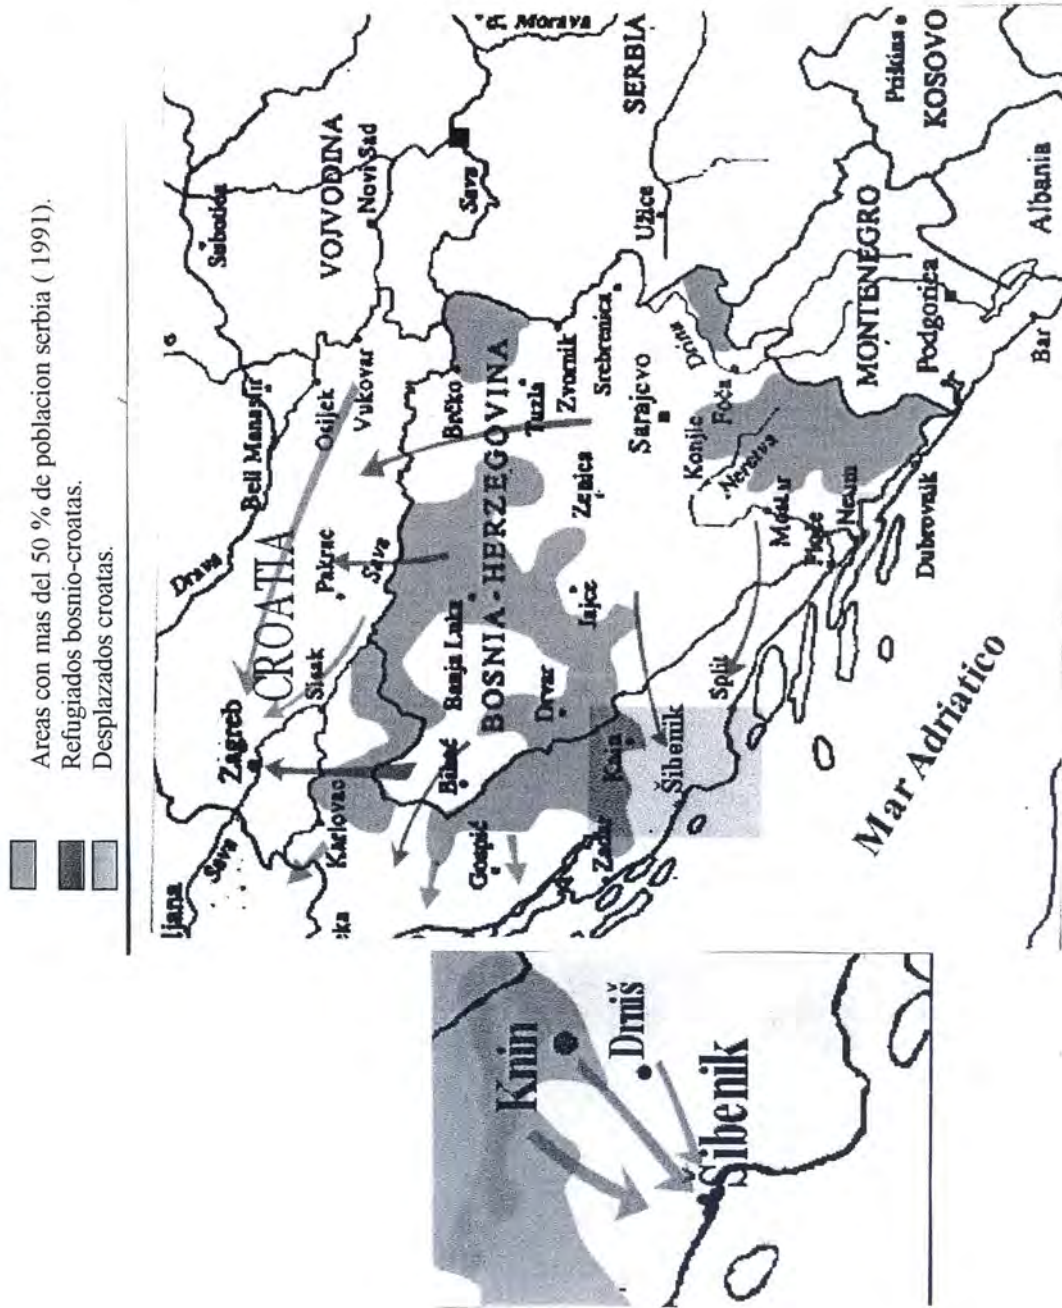 Areas con mas del 50 % de poblacion serbia ( 1991).
Refugiados bosnio-croatas.
Desplazados croatas.
ljana
Sava
Zagreb
Drava
Beli Manastir
Subotica
Karlovac
Sisak
CROATIA
Pakrac
Osijek
VOJVODINA
Novi Sad
Vukovar
Sava
Sava
Morava
Gospić
Bihać
Banja Luka
Brčko
BOSNIA-HERZEGOVINA
Drvar
Jajce
Tuzla
Zvornik
Zenica
Srebrenica
SERBIA
Užice
Zadar
Knin
Šibenik
Sarajevo
Drina
Foča
Konjic
Neretva
Split
Mostar
Ploče
Neum
MONTENEGRO
Podgorica
Priština
KOSOVO
Dubrovnik
Bar
Albania
Mar Adriatico
Knin
Drniš
Šibenik